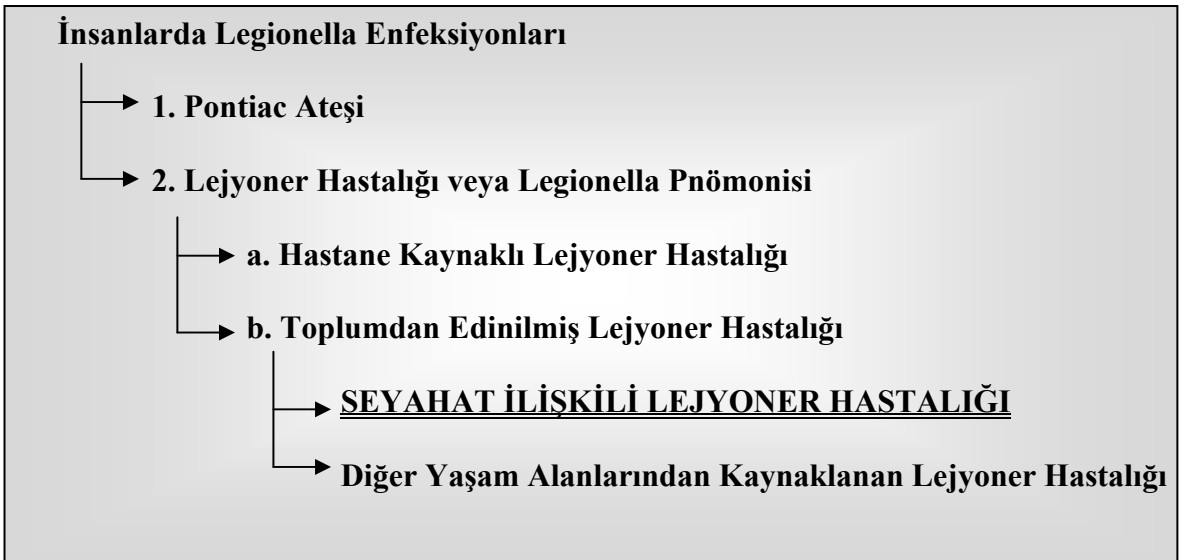 İnsanlarda Legionella Enfeksiyonları
1. Pontiac Ateşi
2. Lejyoner Hastalığı veya Legionella Pnömonisi
a. Hastane Kaynaklı Lejyoner Hastalığı
b. Toplumdan Edinilmiş Lejyoner Hastalığı
SEYAHAT İLİŞKİLİ LEJYONER HASTALIĞI
Diğer Yaşam Alanlarından Kaynaklanan Lejyoner Hastalığı